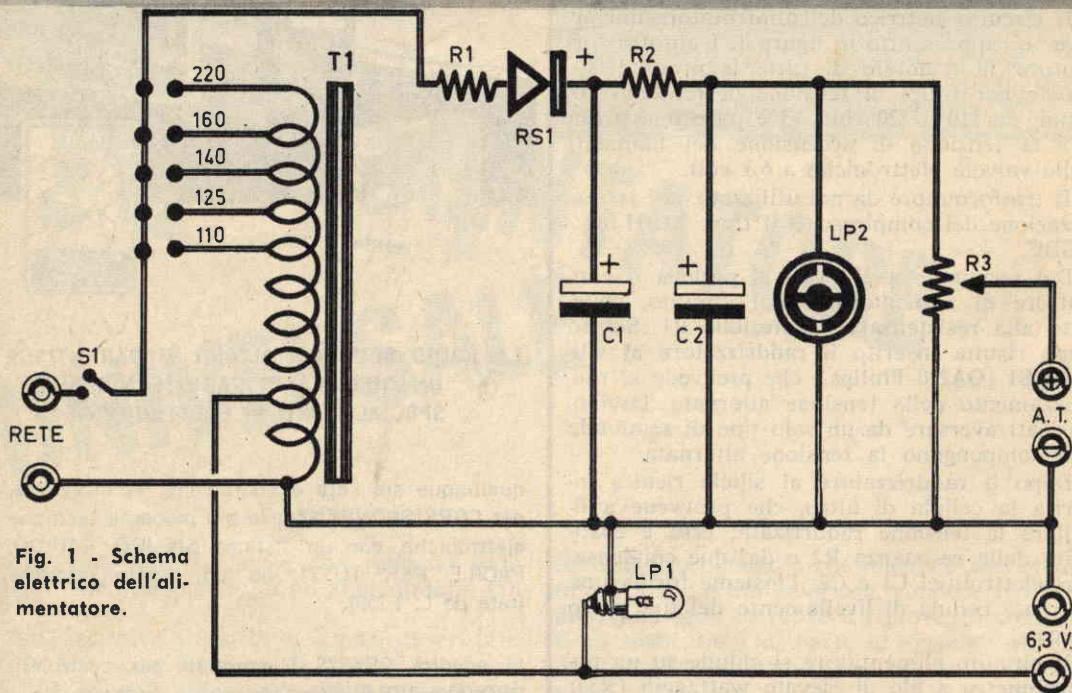 220
160
140
125
110
T1
R1
RS1
+
R2
+
C1
+
C2
LP2
R3
A. T.
S1
RETE
LP1
6,3 V.
Fig. 1 - Schema
elettrico dell'ali-
mentatore.